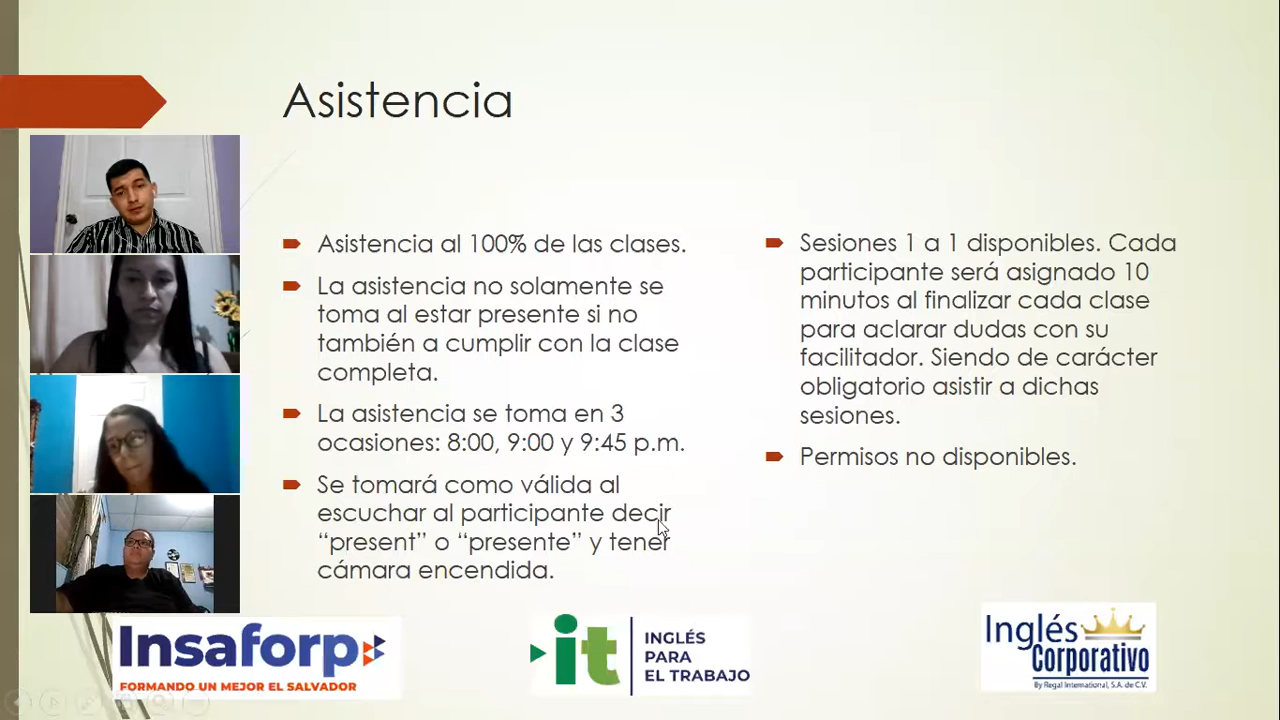 Asistencia
Asistencia al 100% de las clases.
La asistencia no solamente se
toma al estar presente si no
también a cumplir con la clase
completa.
La asistencia se toma en 3
ocasiones: 8:00, 9:00 y 9:45 p.m.
Se tomará como válida al
escuchar al participante decir
“present” o “presente” y tener
cámara encendida.
Sesiones 1 a 1 disponibles. Cada
participante será asignado 10
minutos al finalizar cada clase
para aclarar dudas con su
facilitador. Siendo de carácter
obligatorio asistir a dichas
sesiones.
Permisos no disponibles.
Insaforp
FORMANDO UN MEJOR EL SALVADOR
it
INGLÉS
PARA
EL TRABAJO
Inglés
Corporativo
By Regal International, S.A. de C.V.